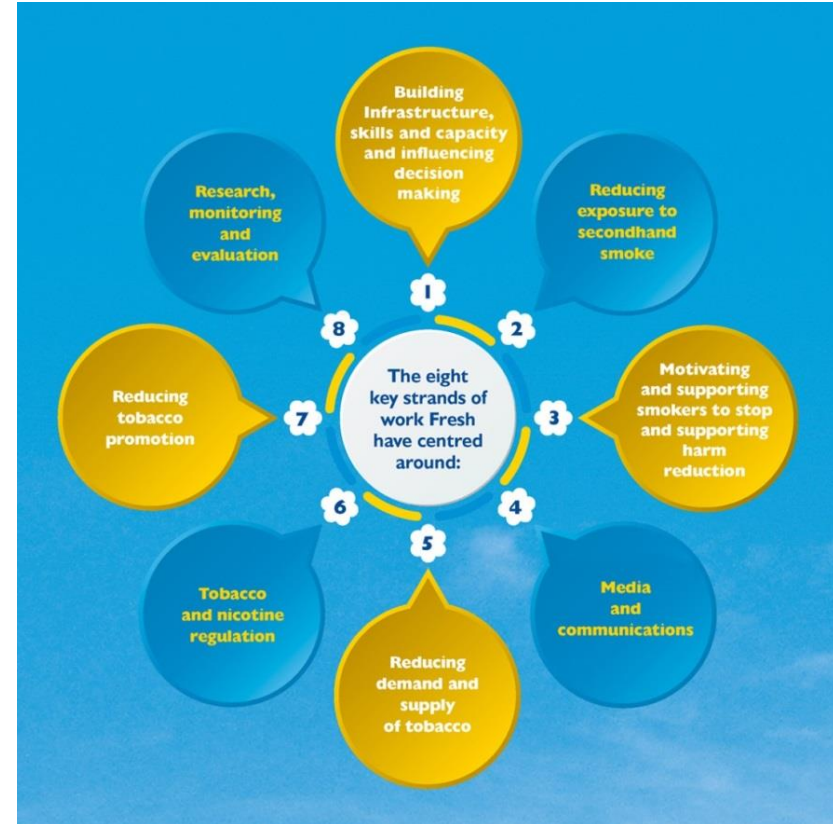 The eight
key strands of
work Fresh
have centred
around:
1
Building
Infrastructure,
skills and capacity
and influencing
decision
making
2
Reducing
exposure to
secondhand
smoke
3
Motivating
and supporting
smokers to stop
and supporting
harm
reduction
4
Media
and
communications
5
Reducing
demand and
supply
of tobacco
6
Tobacco
and nicotine
regulation
7
Reducing
tobacco
promotion
8
Research,
monitoring
and
evaluation